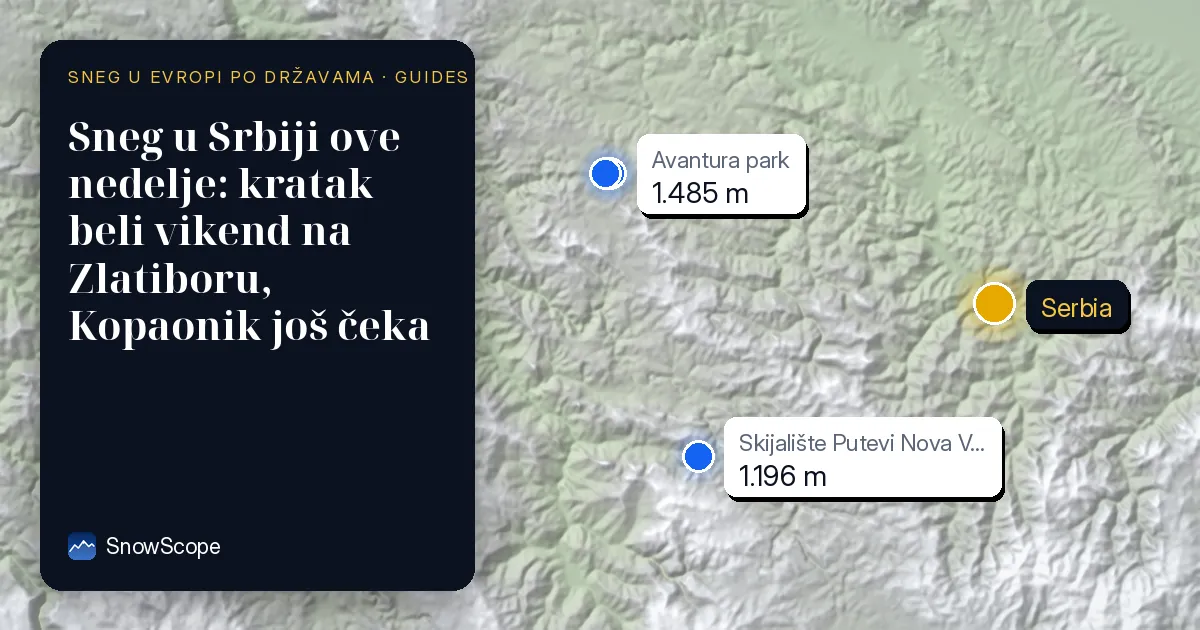 SNEG U EVROPI PO DRŽAVAMA · GUIDES
Sneg u Srbiji ove
nedelje: kratak
beli vikend na
Zlatiboru,
Kopaonik još čeka
SnowScope
Avantura park
1.485 m
Serbia
Skijalište Putevi Nova V...
1.196 m